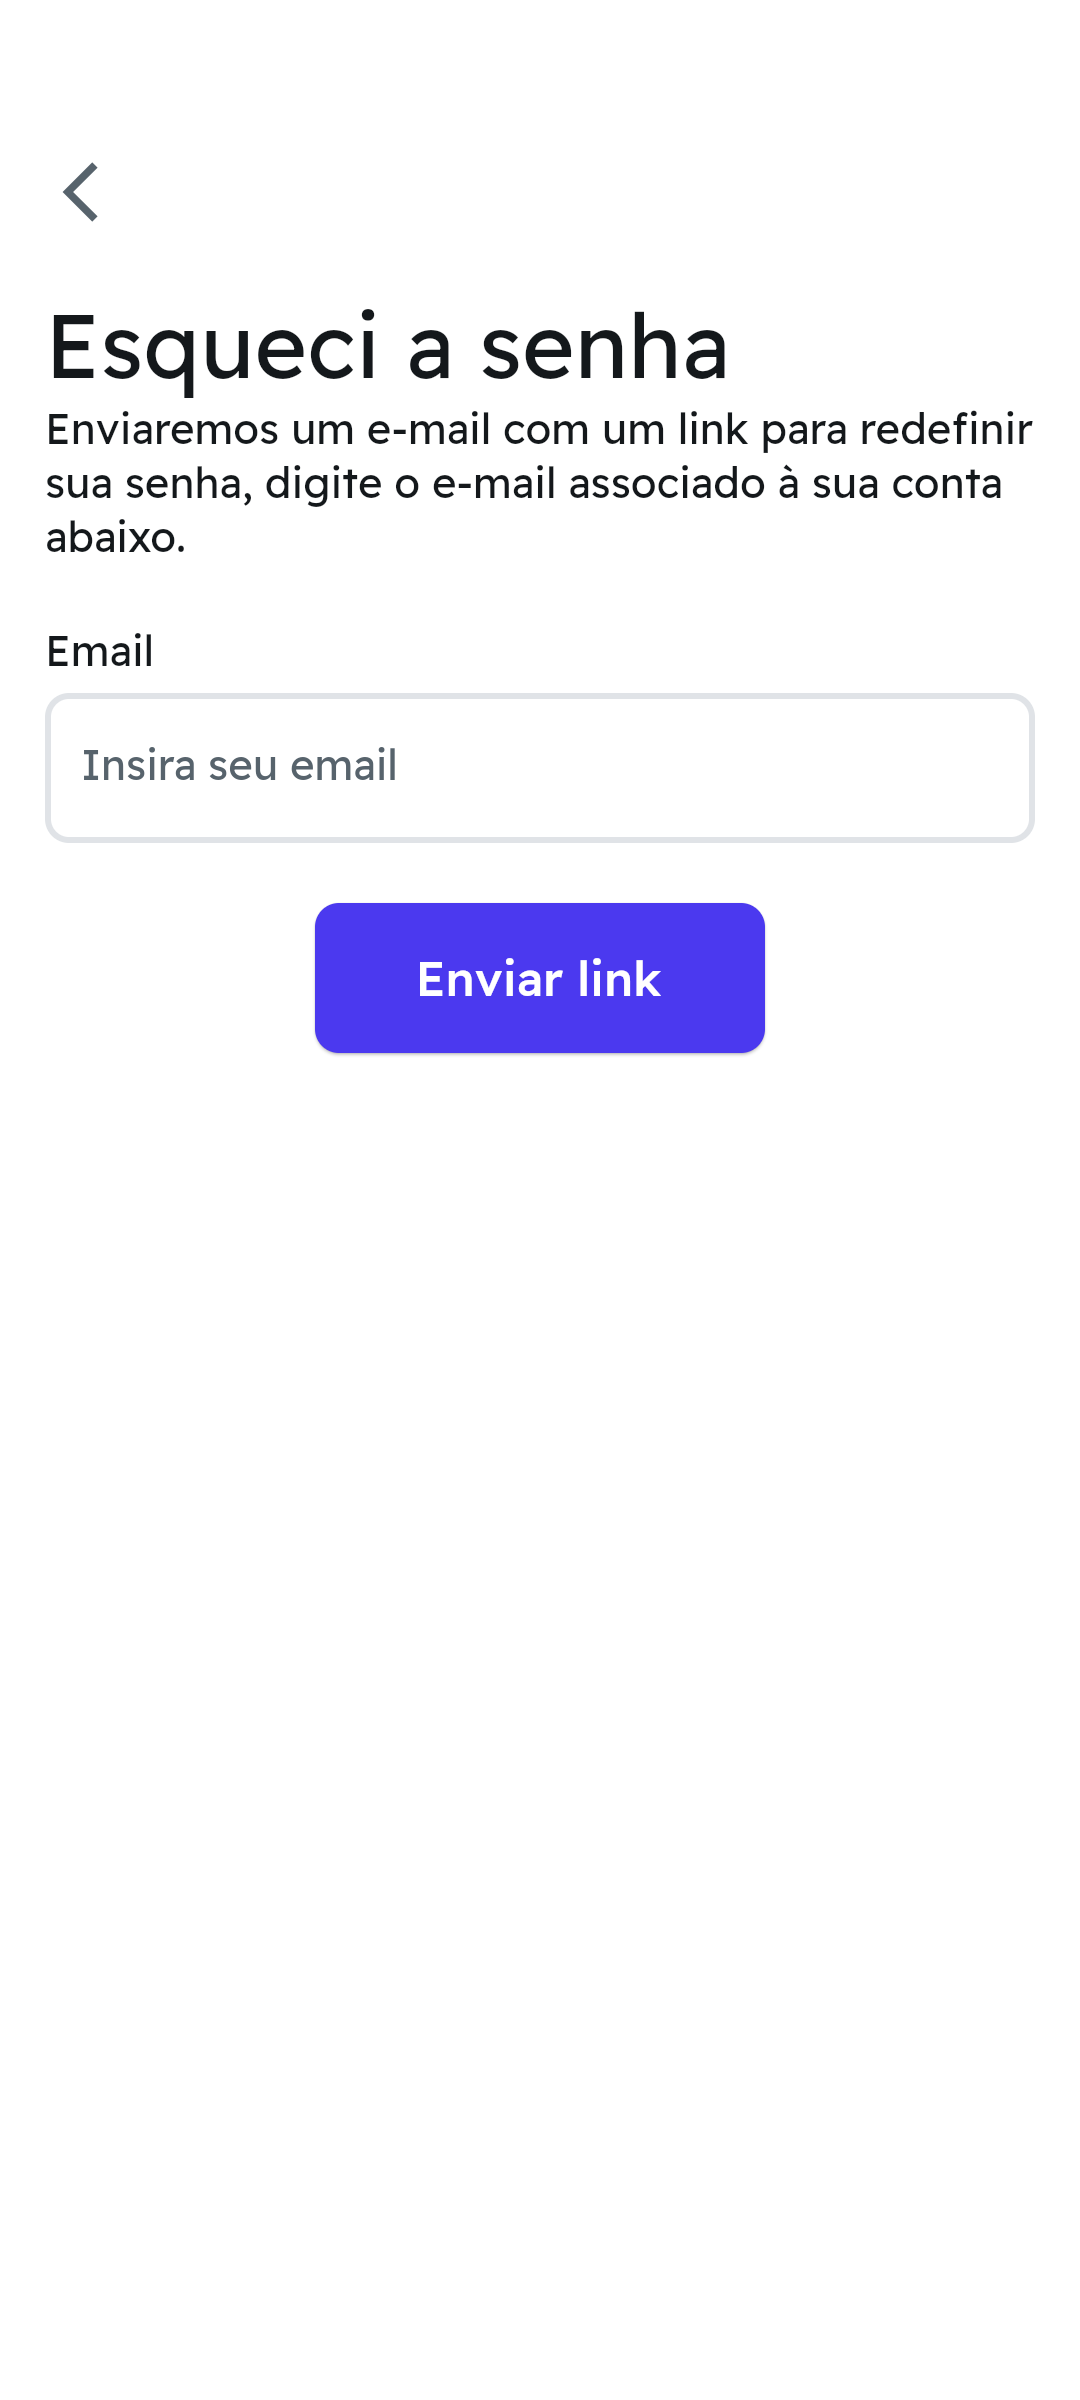 Esqueci a senha
Enviaremos um e-mail com um link para redefinir
sua senha, digite o e-mail associado à sua conta
abaixo.
Email
Insira seu email
Enviar link